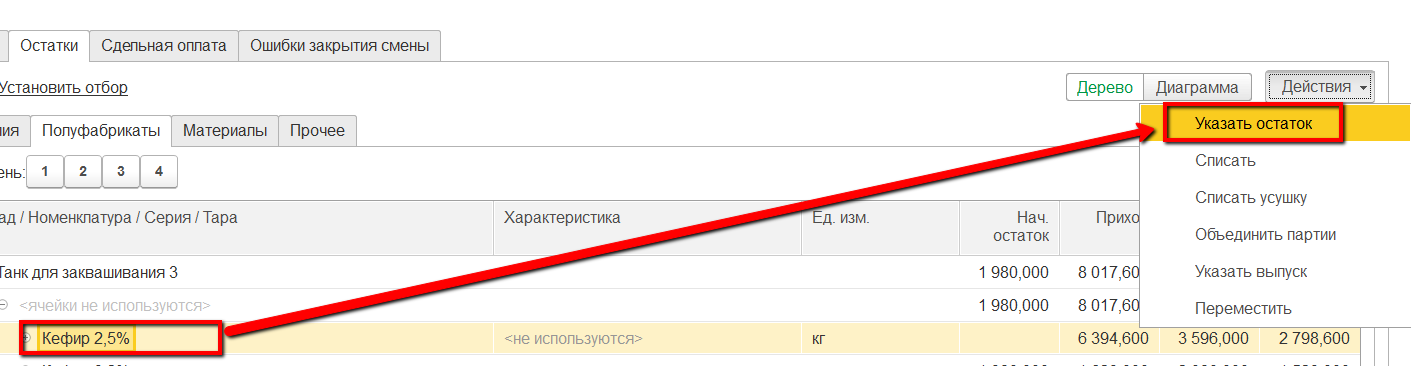 Остатки Сдельная оплата Ошибки закрытия смены
Установить отбор Дерево Диаграмма Действия
Полуфабрикаты Материалы Прочее
Указать остаток
Списать
1 2 3 4
Списать усушку
/ Номенклатура / Серия / Тара Характеристика Ед. изм. Нач. остаток Прихо
Объединить партии
Танк для заквашивания 3 1 980,000 8 017,60
Указать выпуск
<ячейки не используются> 1 980,000 8 017,60
Переместить
Кефир 2,5% <не используются> кг 6 394,600 3 596,000 2 798,600